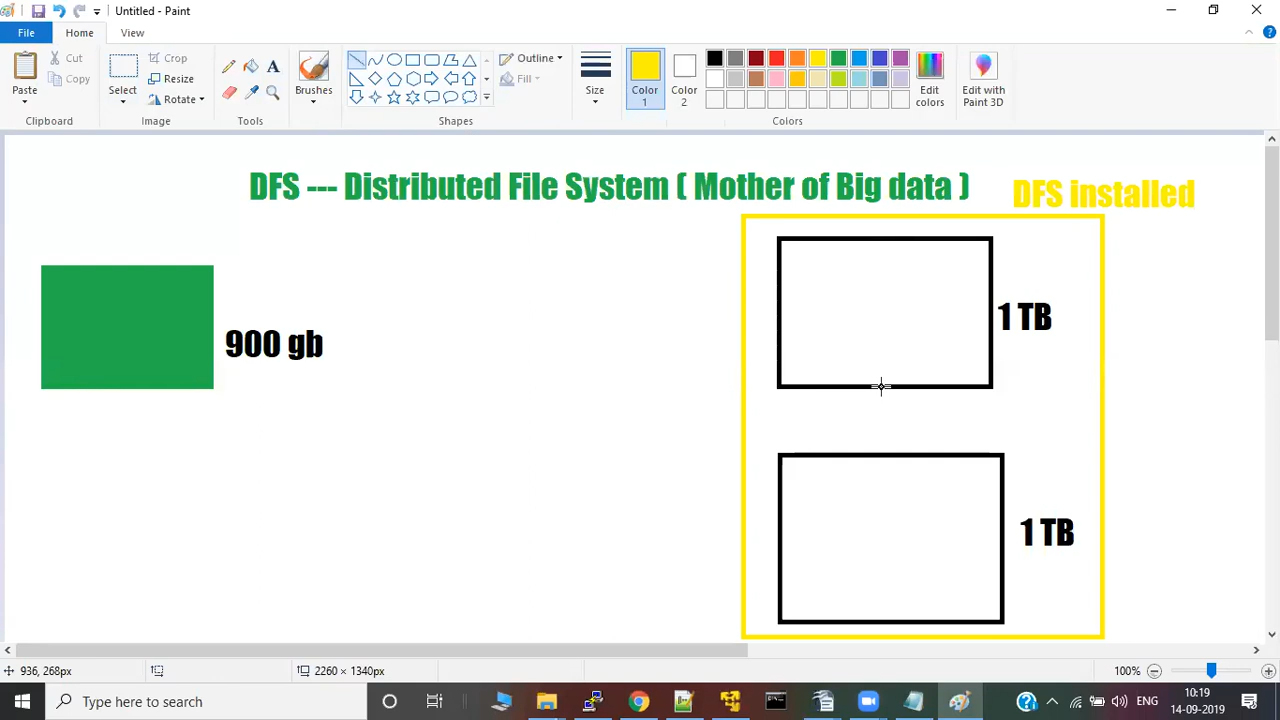 Untitled - Paint
File Home View
Paste
Cut
Copy
Clipboard
Select
Crop
Resize
Rotate
Image
Tools
Brushes
Shapes
Outline
Fill
Size
Color 1
Color 2
Colors
Edit colors
Edit with Paint 3D
DFS --- Distributed File System ( Mother of Big data )
DFS installed
900 gb
1 TB
1 TB
936, 268px
2260 × 1340px
100%
Type here to search
ENG
10:19
14-09-2019